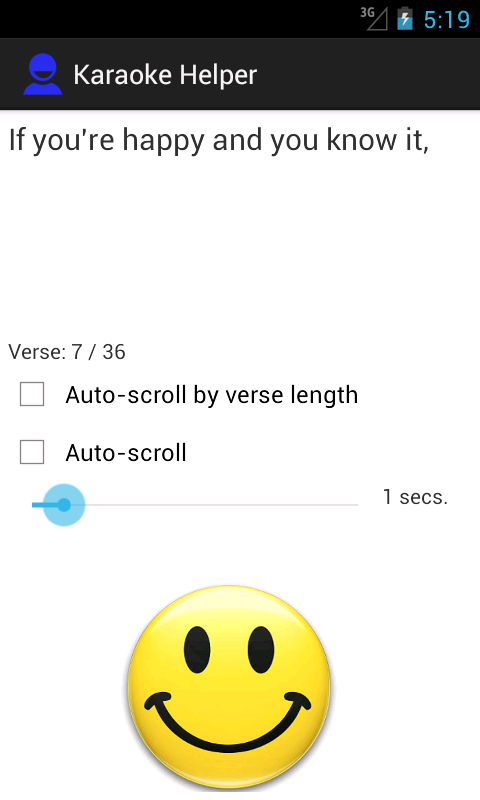 3G 5:19
Karaoke Helper
If you're happy and you know it,
Verse: 7 / 36
Auto-scroll by verse length
Auto-scroll
1 secs.